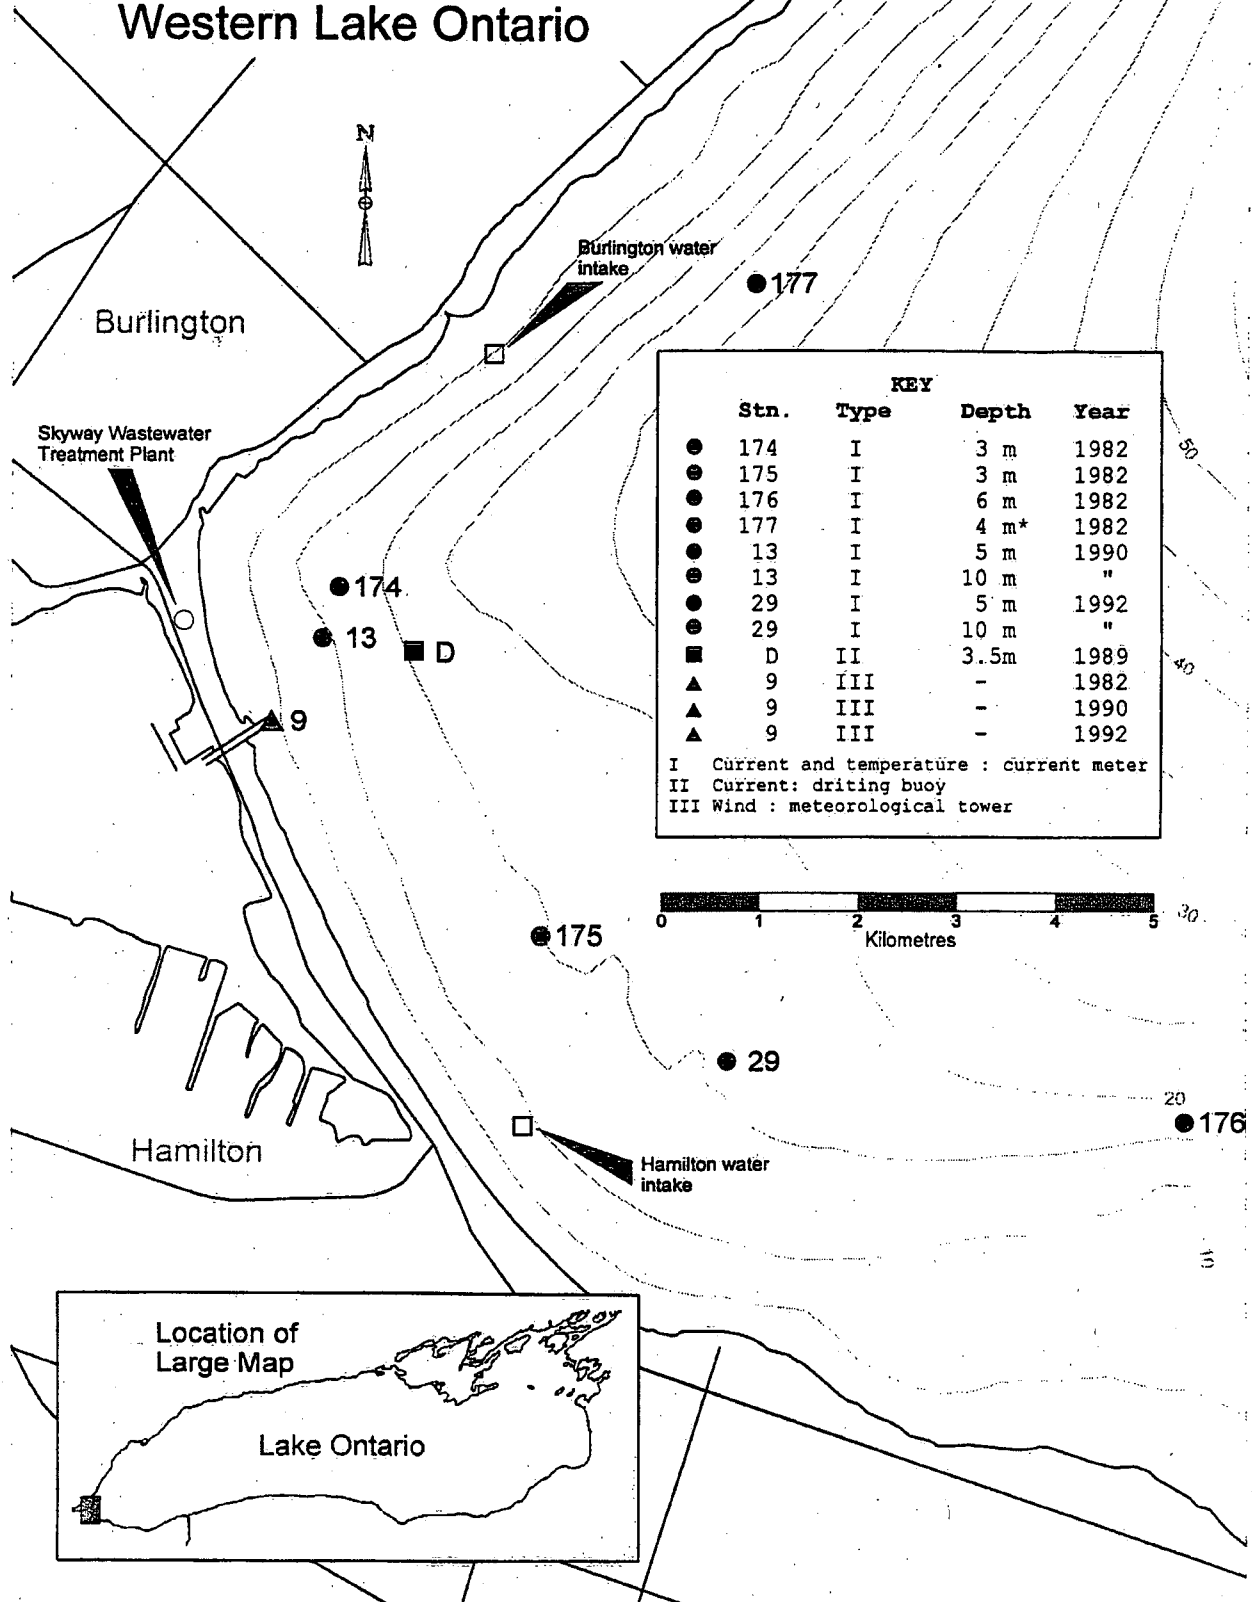 Western Lake Ontario
N
Burlington water
intake
177
Burlington
KEY
Stn. Type Depth Year
174 I 3 m 1982
175 I 3 m 1982
176 I 6 m 1982
177 I 4 m* 1982
13 I 5 m 1990
13 I 10 m "
29 I 5 m 1992
29 I 10 m "
D II 3.5m 1989
9 III - 1982
9 III - 1990
9 III - 1992
I Current and temperature : current meter
II Current: driting buoy
III Wind : meteorological tower
Skyway Wastewater
Treatment Plant
50
174
13
D
40
9
0 1 2 3 4 5
Kilometres
30
175
29
20
176
Hamilton
Hamilton water
intake
10
Location of
Large Map
Lake Ontario